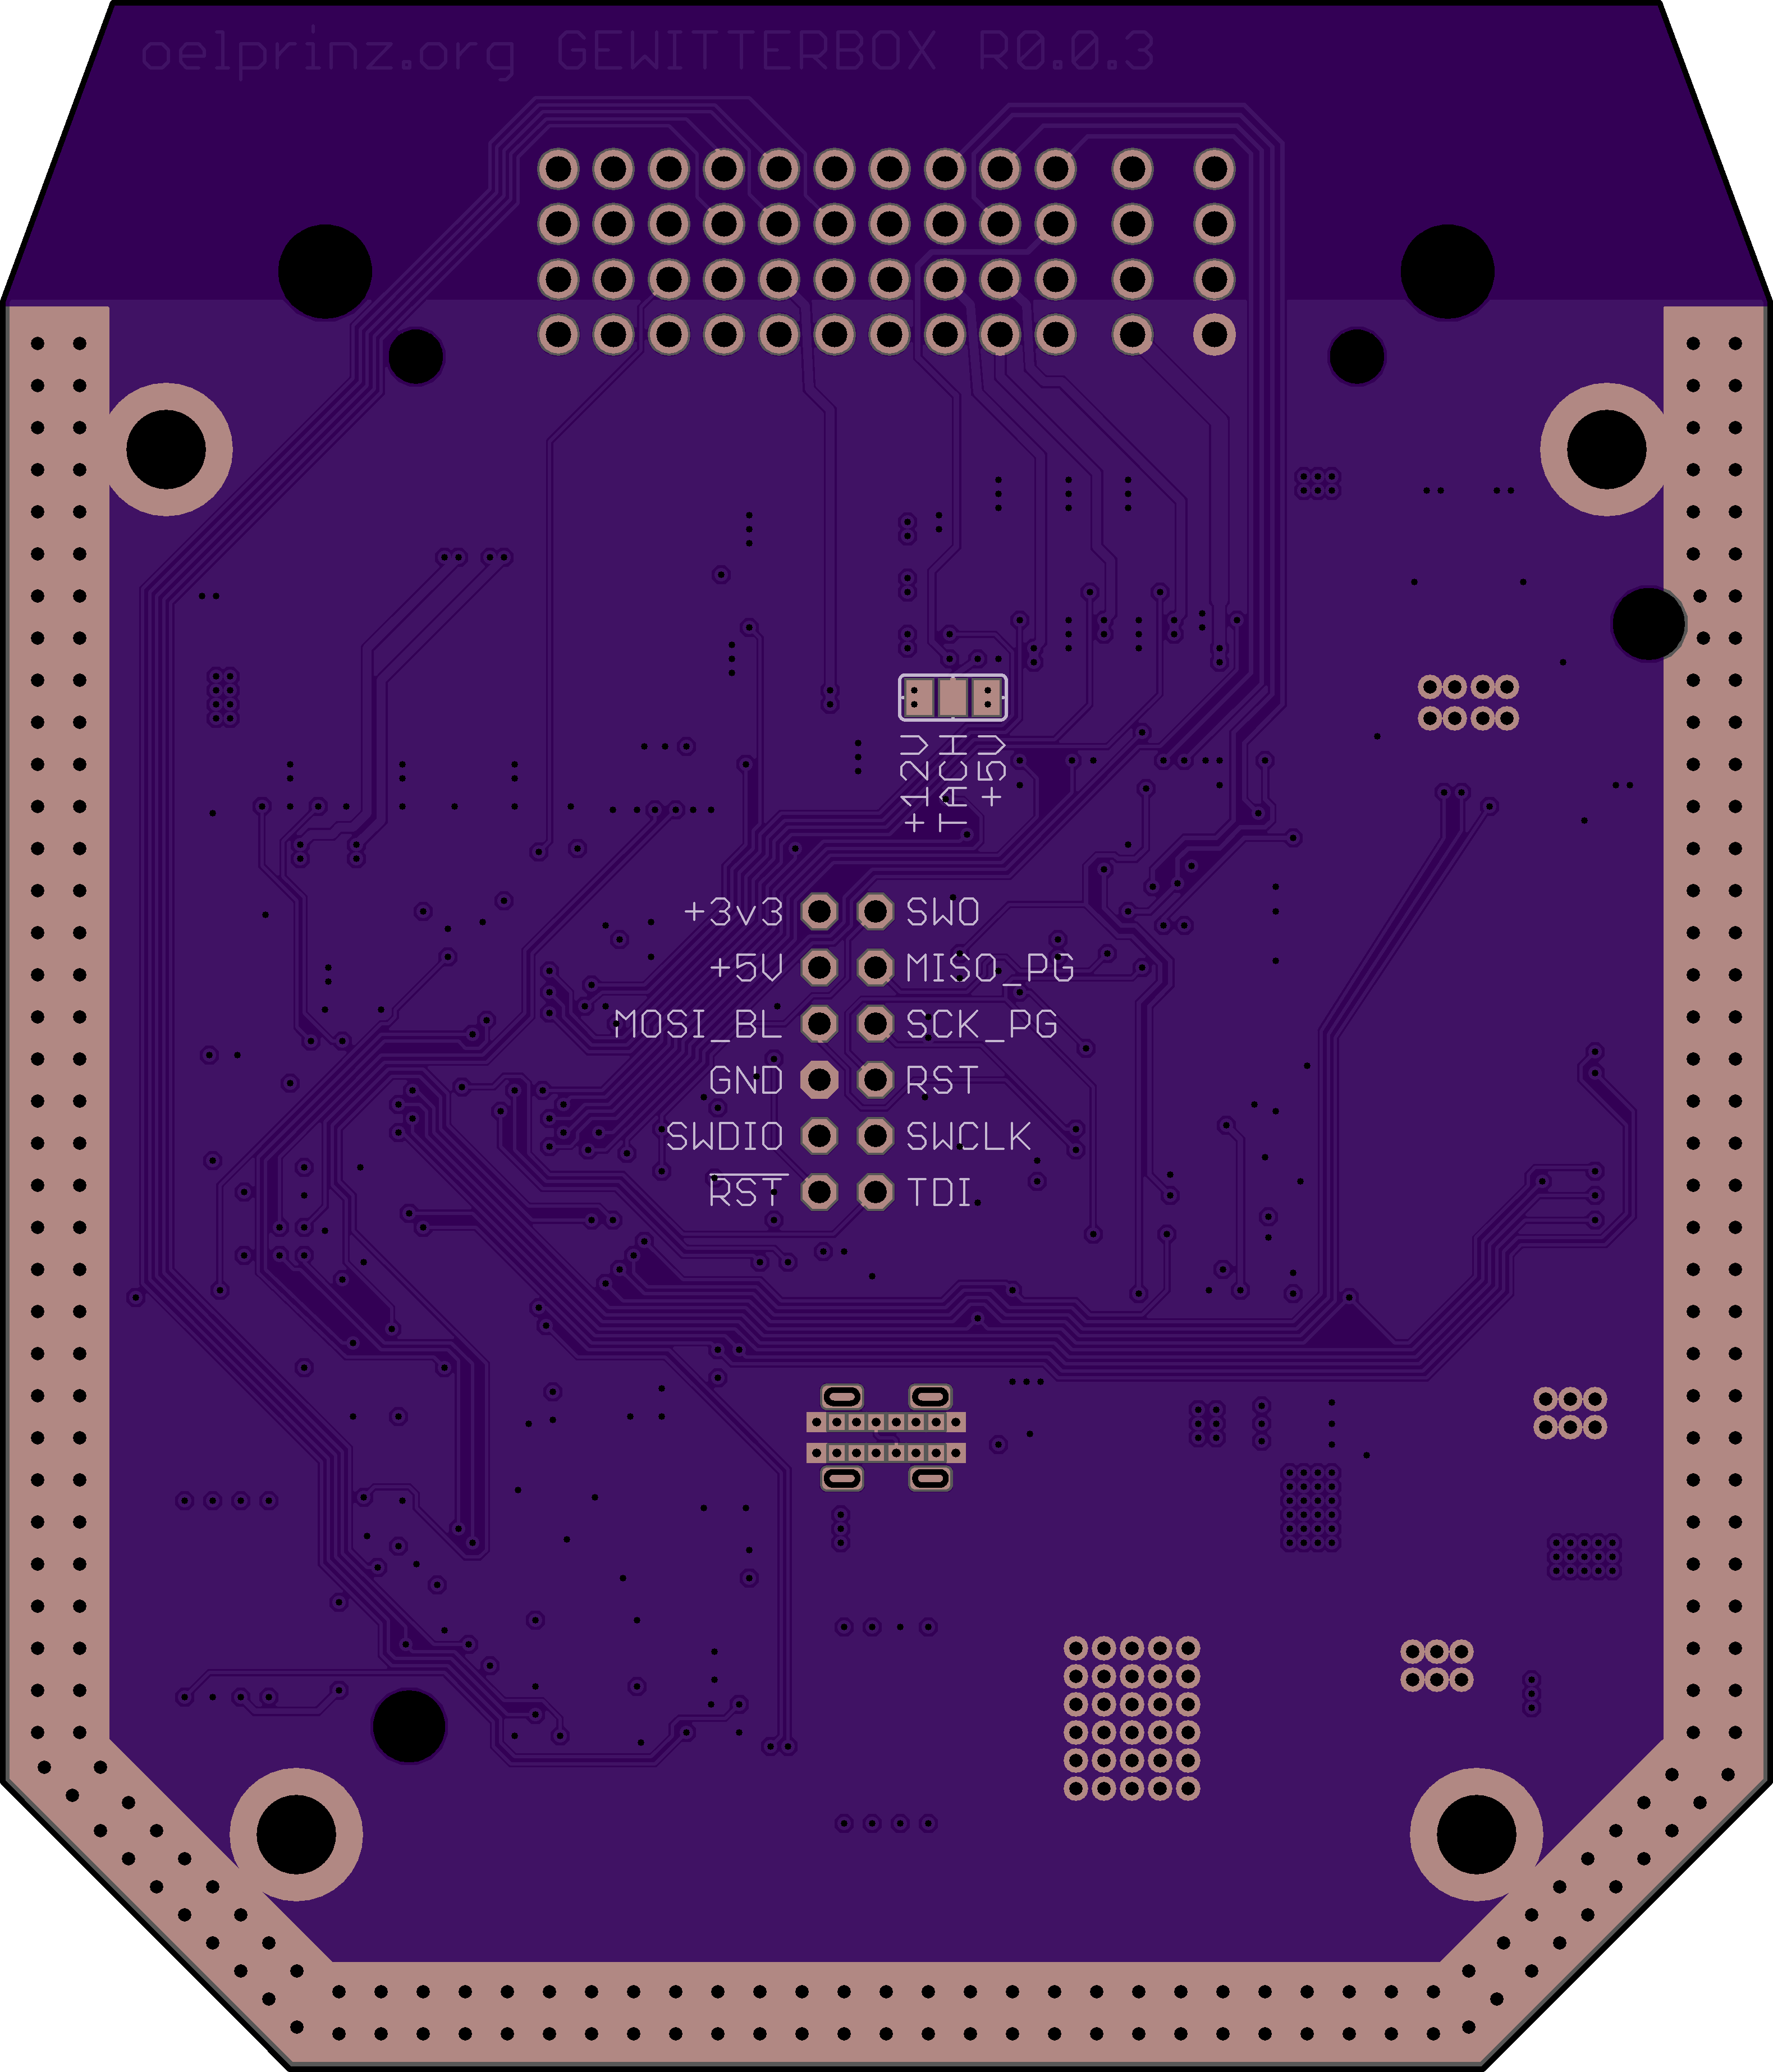 oelprinz.org GEWITTERBOX R0.0.3
+12V
TACH
+5V
+3v3 SWO
+5V MISO_PG
MOSI_BL SCK_PG
GND RST
SWDIO SWCLK
RST TDI